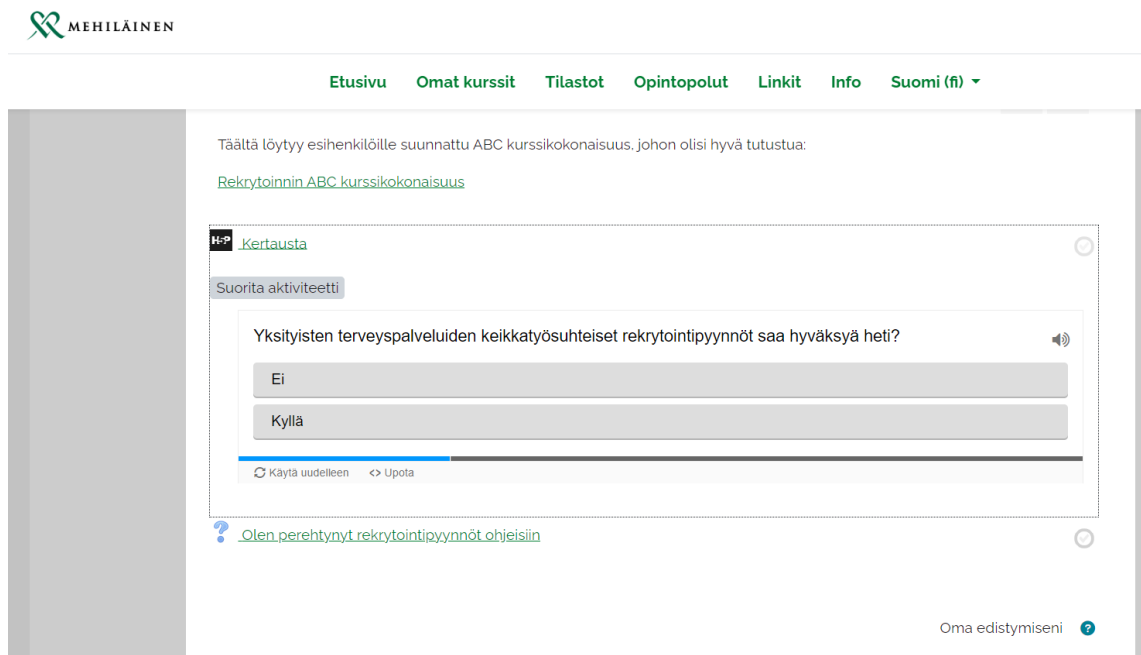 MEHILÄINEN
Etusivu Omat kurssit Tilastot Opintopolut Linkit Info Suomi (fi)
Täältä löytyy esihenkilöille suunnattu ABC kurssikokonaisuus, johon olisi hyvä tutustua:
Rekrytoinnin ABC kurssikokonaisuus
H-P Kertausta
Suorita aktiviteetti
Yksityisten terveyspalveluiden keikkatyösuhteiset rekrytointipyynnöt saa hyväksyä heti?
Ei
Kyllä
Käytä uudelleen <> Upota
? Olen perehtynyt rekrytointipyynnöt ohjeisiin
Oma edistymiseni ?